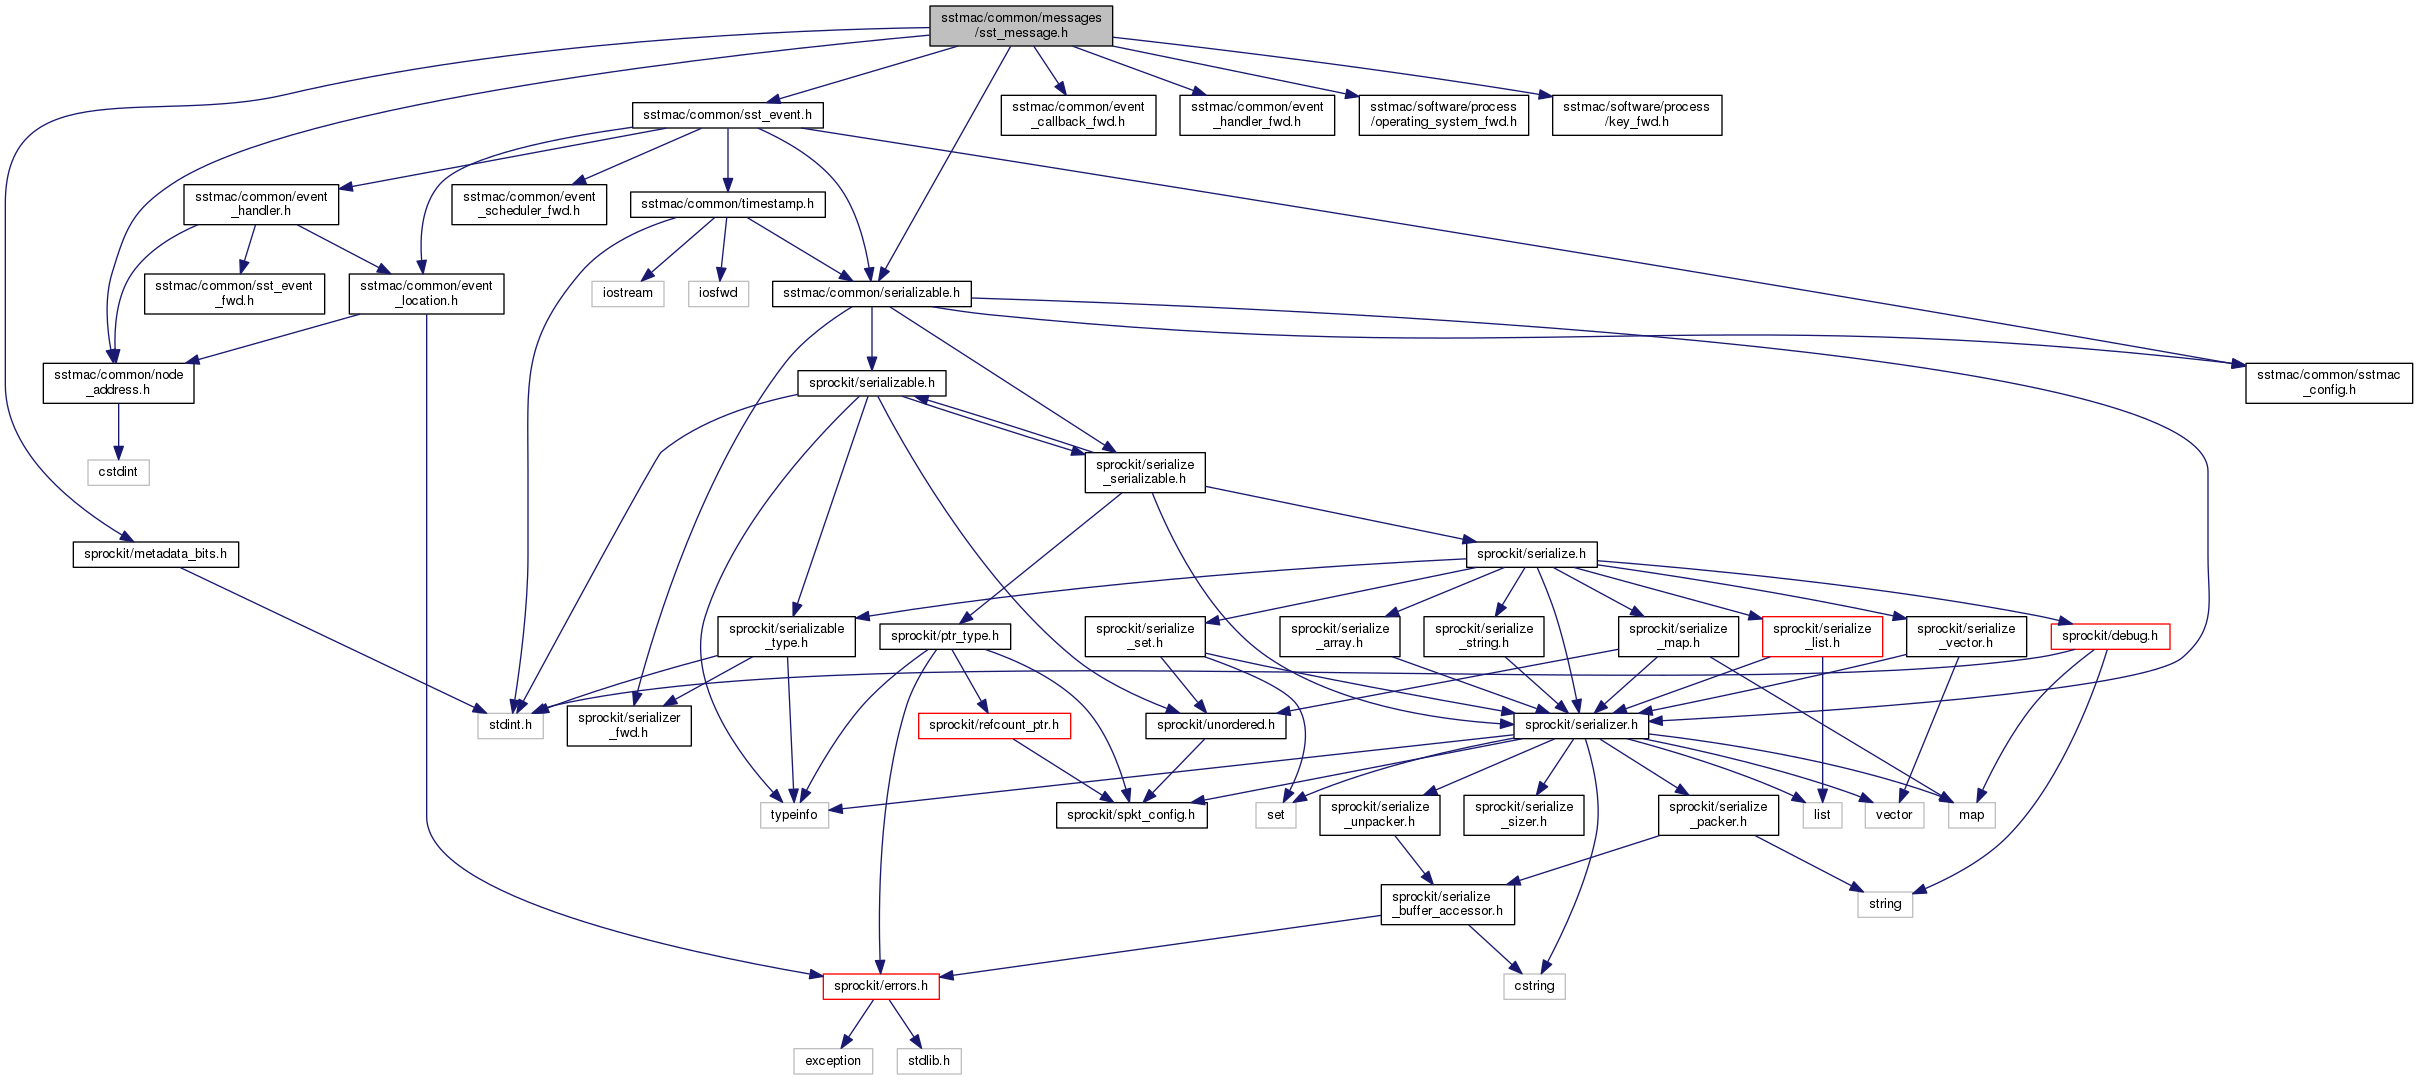 sstmac/common/messages
/sst_message.h
sstmac/common/sst_event.h
sstmac/common/event
_callback_fwd.h
sstmac/common/event
_handler_fwd.h
sstmac/software/process
/operating_system_fwd.h
sstmac/software/process
/key_fwd.h
sstmac/common/event
_handler.h
sstmac/common/event
_scheduler_fwd.h
sstmac/common/timestamp.h
sstmac/common/sst_event
_fwd.h
sstmac/common/event
_location.h
iostream
iosfwd
sstmac/common/serializable.h
sstmac/common/node
_address.h
sprockit/serializable.h
sstmac/common/sstmac
_config.h
cstdint
sprockit/serialize
_serializable.h
sprockit/metadata_bits.h
sprockit/serialize.h
sprockit/serializable
_type.h
sprockit/ptr_type.h
sprockit/serialize
_set.h
sprockit/serialize
_array.h
sprockit/serialize
_string.h
sprockit/serialize
_map.h
sprockit/serialize
_list.h
sprockit/serialize
_vector.h
sprockit/debug.h
stdint.h
sprockit/serializer
_fwd.h
sprockit/refcount_ptr.h
sprockit/unordered.h
sprockit/serializer.h
typeinfo
sprockit/spkt_config.h
set
sprockit/serialize
_unpacker.h
sprockit/serialize
_sizer.h
sprockit/serialize
_packer.h
list
vector
map
sprockit/serialize
_buffer_accessor.h
string
sprockit/errors.h
cstring
exception
stdlib.h